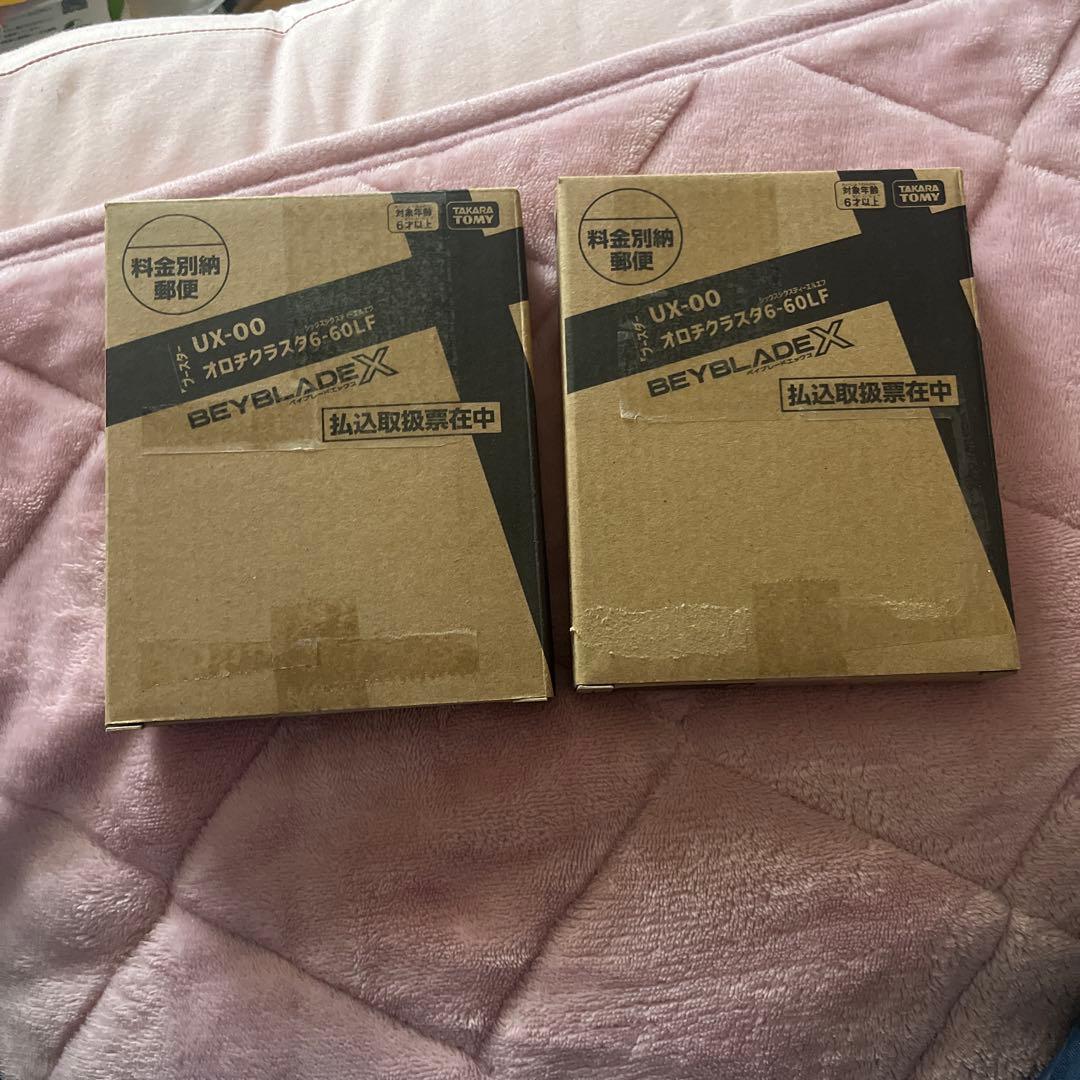 料金別納
郵便
対象年齢
6才以上
TAKARA
TOMY
ブースター
UX-00
シックスシクスティーエルエフ
オロチクラスタ6-60LF
BEYBLADE X
ベイブレードエックス
払込取扱票在中
料金別納
郵便
対象年齢
6才以上
TAKARA
TOMY
ブースター
UX-00
シックスシクスティーエルエフ
オロチクラスタ6-60LF
BEYBLADE X
ベイブレードエックス
払込取扱票在中